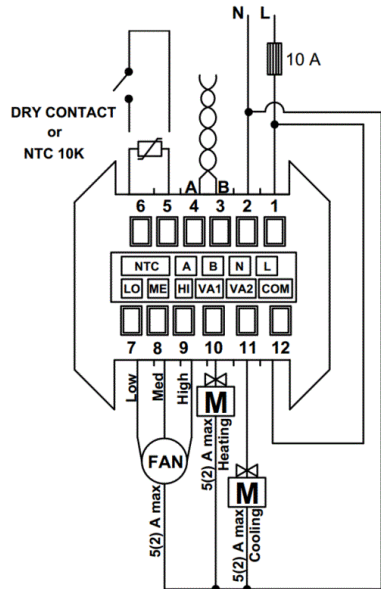 N L
10 A
DRY CONTACT
or
NTC 10K
A B
6 5 4 3 2 1
NTC A B N L
LO ME HI VA1 VA2 COM
7 8 9 10 11 12
Low
Med
High
M
Heating
5(2) A max
FAN
5(2) A max
M
Cooling
5(2) A max